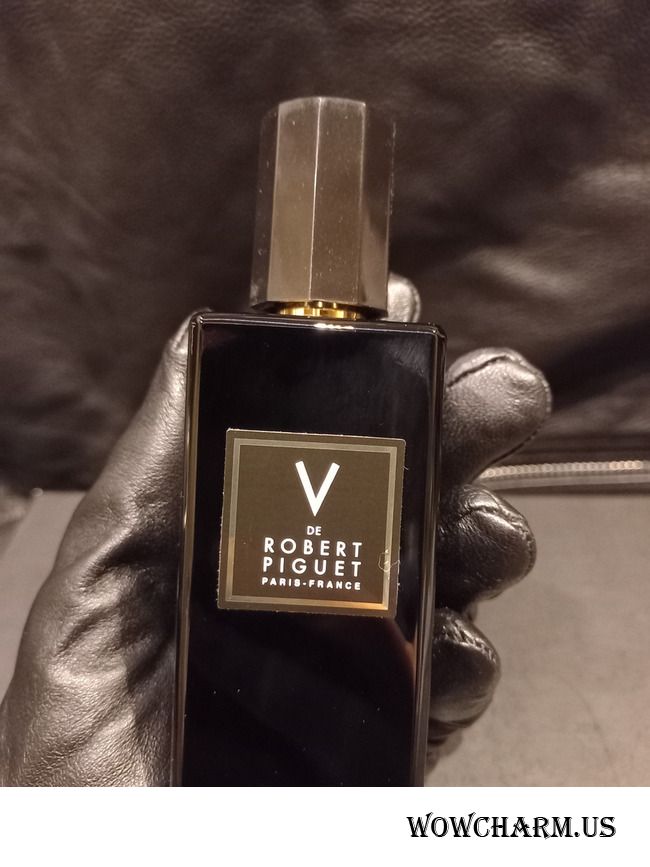 V
DE
ROBERT
PIGUET
PARIS-FRANCE
WOWCHARM.US